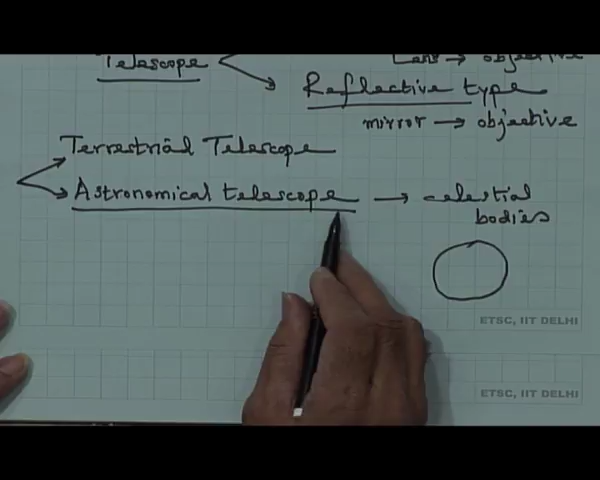 Telescope
Lens → objective
Reflective type
mirror → objective
Terrestrial Telescope
Astronomical telescope → celestial
bodies
ETSC, IIT DELHI
ETSC, IIT DELHI